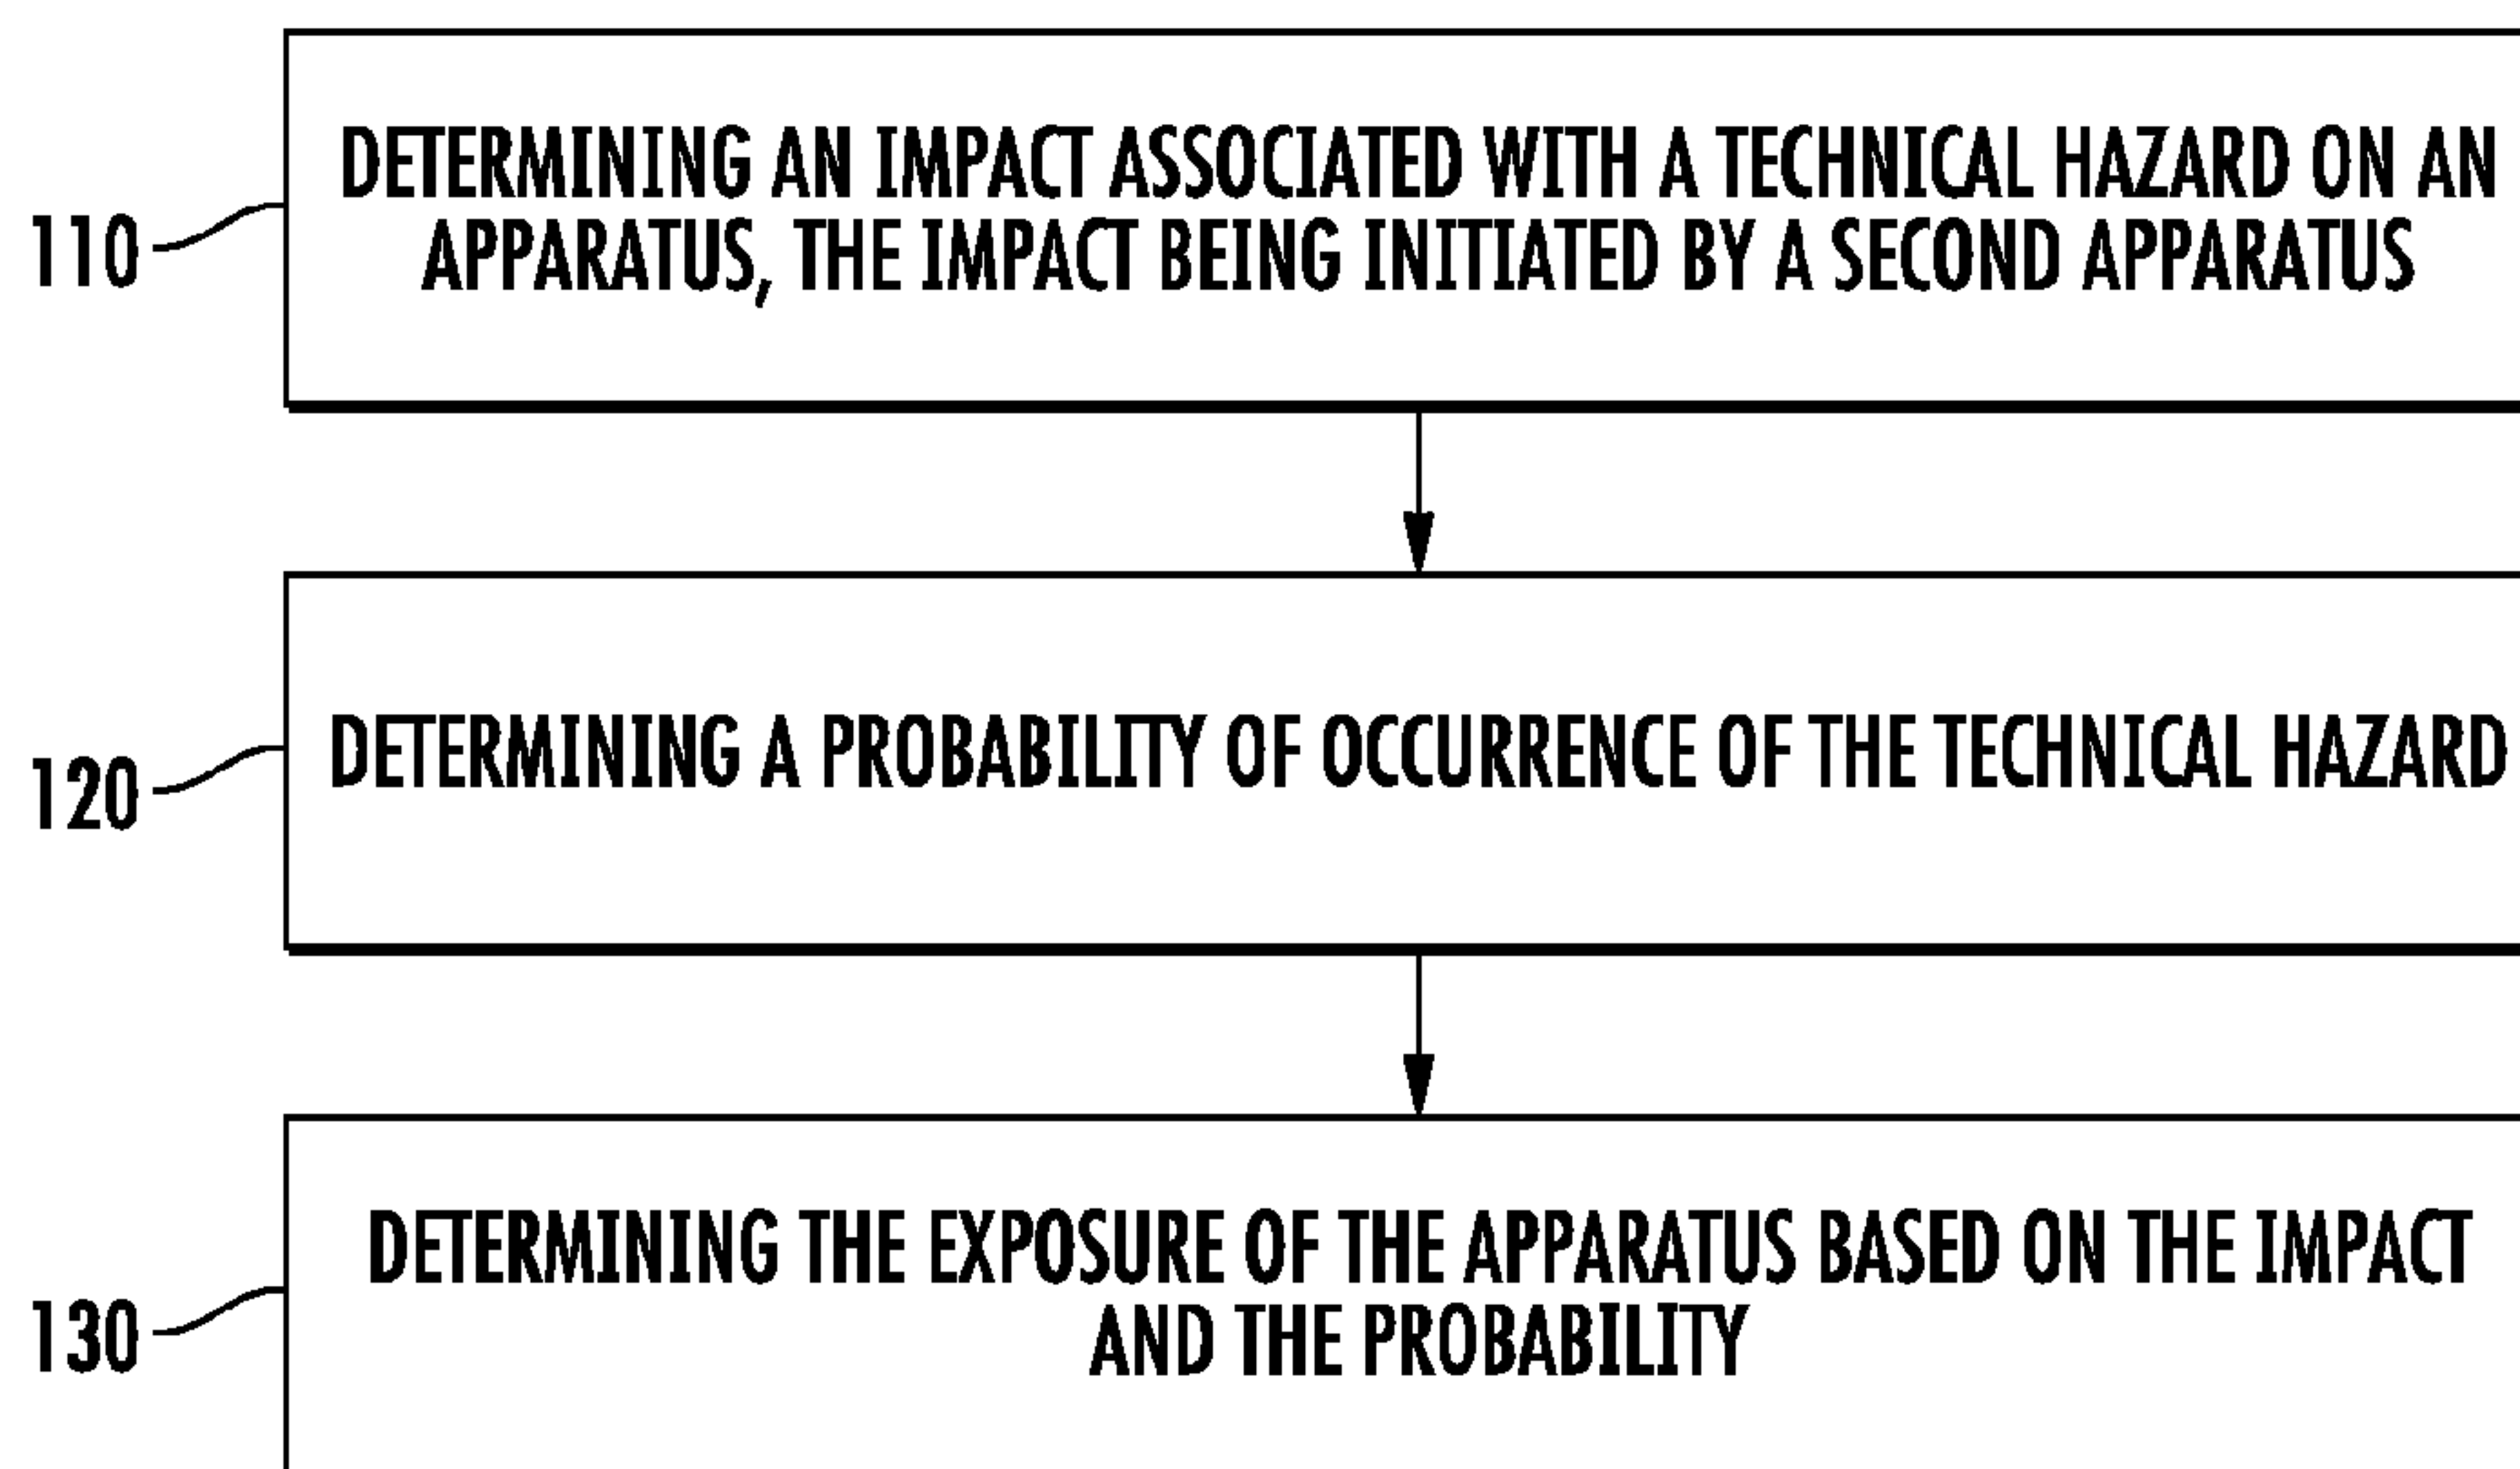 DETERMINING AN IMPACT ASSOCIATED WITH A TECHNICAL HAZARD ON AN
APPARATUS, THE IMPACT BEING INITIATED BY A SECOND APPARATUS
110
DETERMINING A PROBABILITY OF OCCURRENCE OF THE TECHNICAL HAZARD
120
DETERMINING THE EXPOSURE OF THE APPARATUS BASED ON THE IMPACT
AND THE PROBABILITY
130